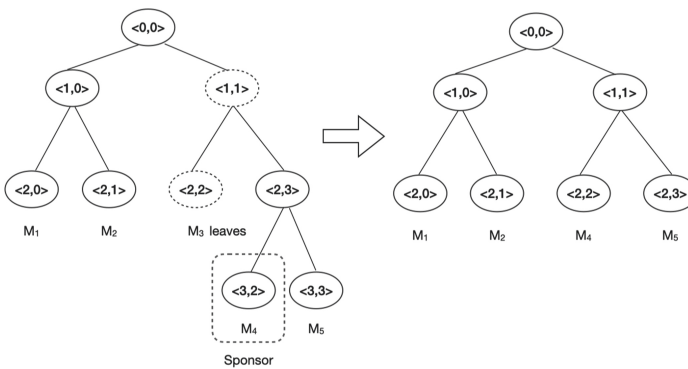 <0,0>
<1,0> <1,1>
<2,0> <2,1> <2,2> <2,3>
M₁ M₂ M₃ leaves
<3,2> <3,3>
M₄ M₅
Sponsor
<0,0>
<1,0> <1,1>
<2,0> <2,1> <2,2> <2,3>
M₁ M₂ M₄ M₅